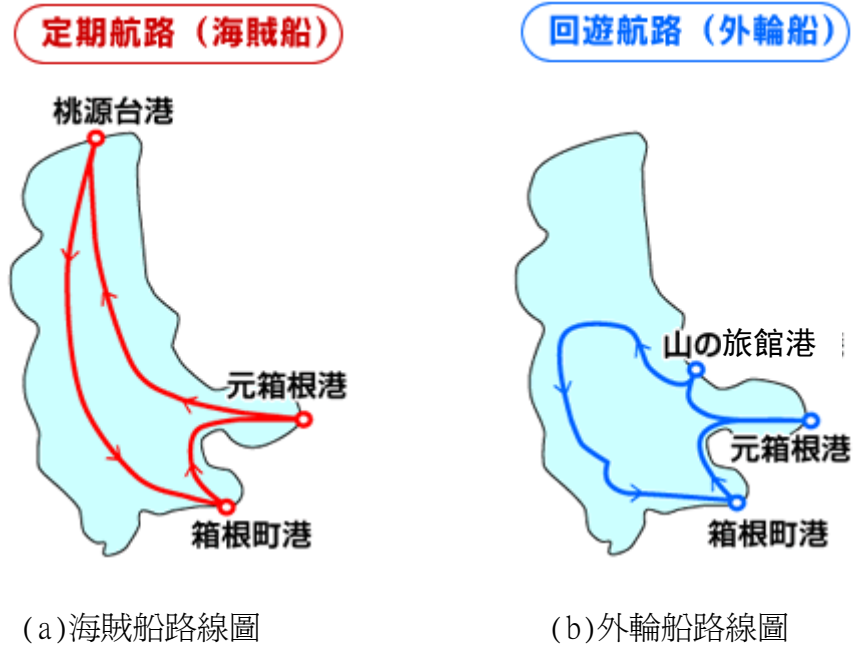 定期航路（海賊船）
桃源台港
元箱根港
箱根町港
(a)海賊船路線圖
回遊航路（外輪船）
山の旅館港
元箱根港
箱根町港
(b)外輪船路線圖